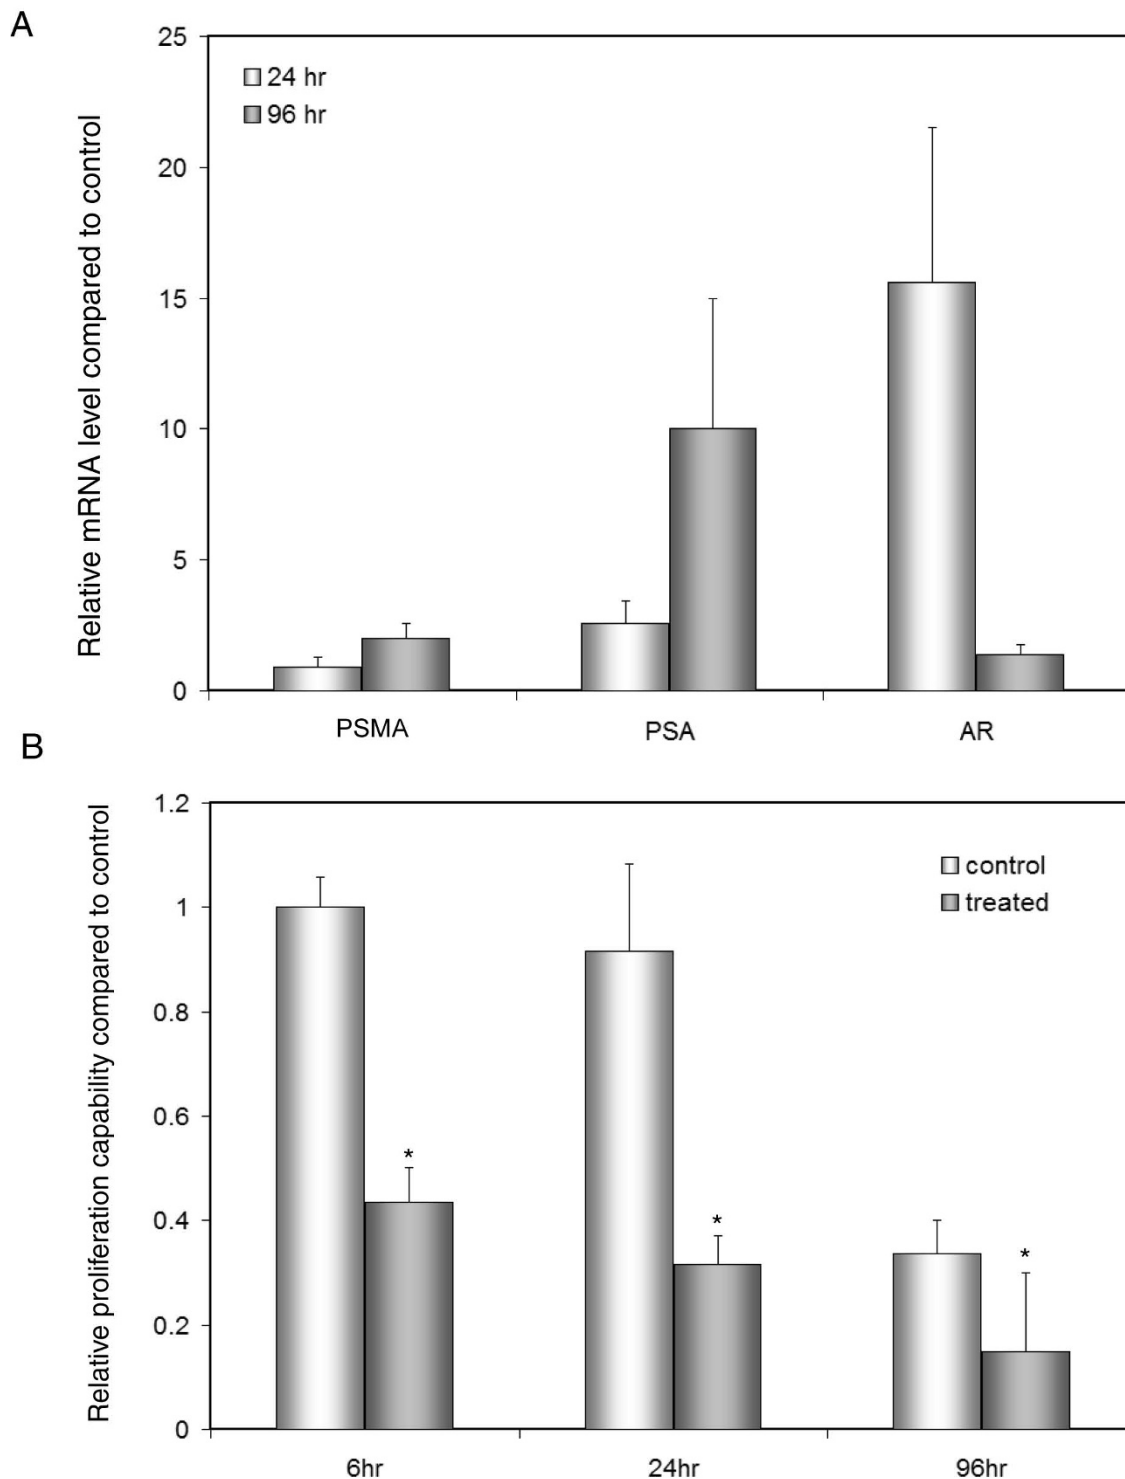 A
Relative mRNA level compared to control
25
20
15
10
5
0
24 hr
96 hr
PSMA
PSA
AR
B
Relative proliferation capability compared to control
1.2
1
0.8
0.6
0.4
0.2
0
control
treated
*
*
*
6hr
24hr
96hr